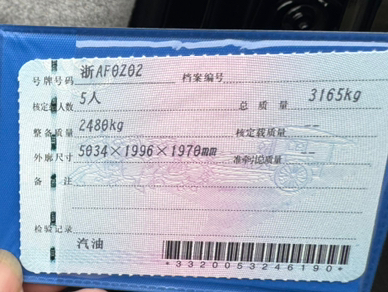 号牌号码 浙AF0Z02 档案编号
核定载人数 5人 总质量 3165kg
整备质量 2480kg 核定载质量 --
外廓尺寸 5034×1996×1970mm 准牵引总质量 --
备注
检验记录
汽油
*3320053246190*